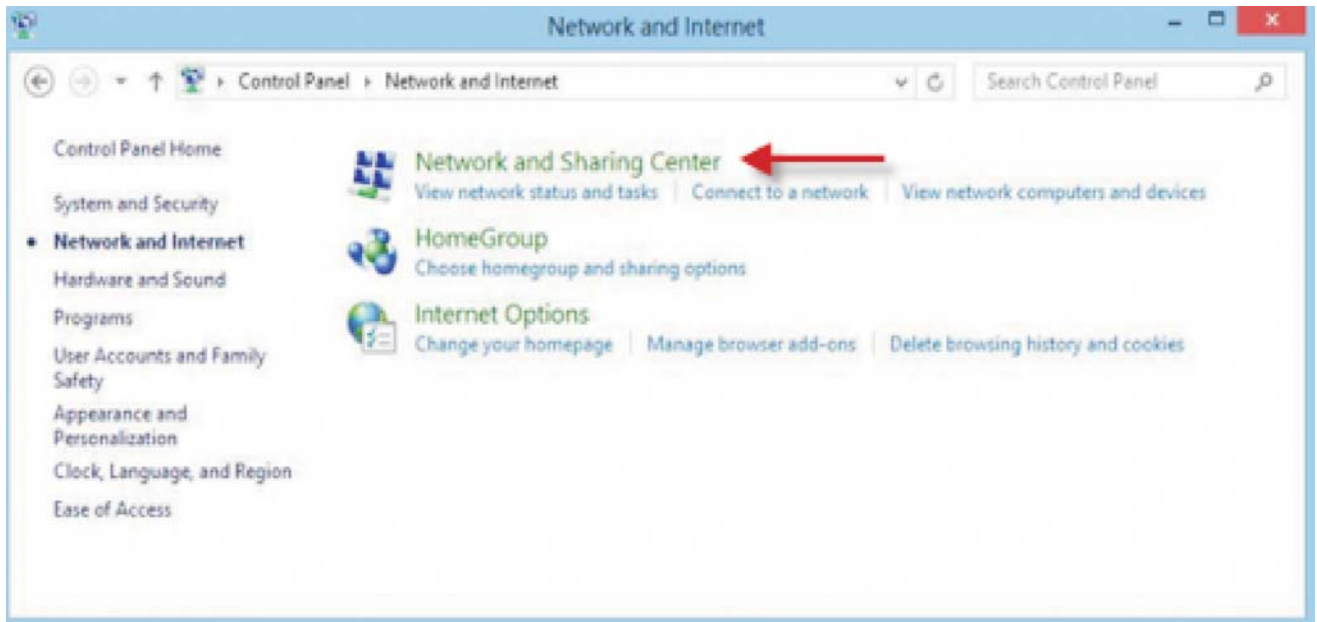 Network and Internet
Control Panel Network and Internet
Search Control Panel
Control Panel Home
System and Security
Network and Internet
Hardware and Sound
Programs
User Accounts and Family
Safety
Appearance and
Personalization
Clock, Language, and Region
Ease of Access
Network and Sharing Center
View network status and tasks Connect to a network View network computers and devices
HomeGroup
Choose homegroup and sharing options
Internet Options
Change your homepage Manage browser add-ons Delete browsing history and cookies